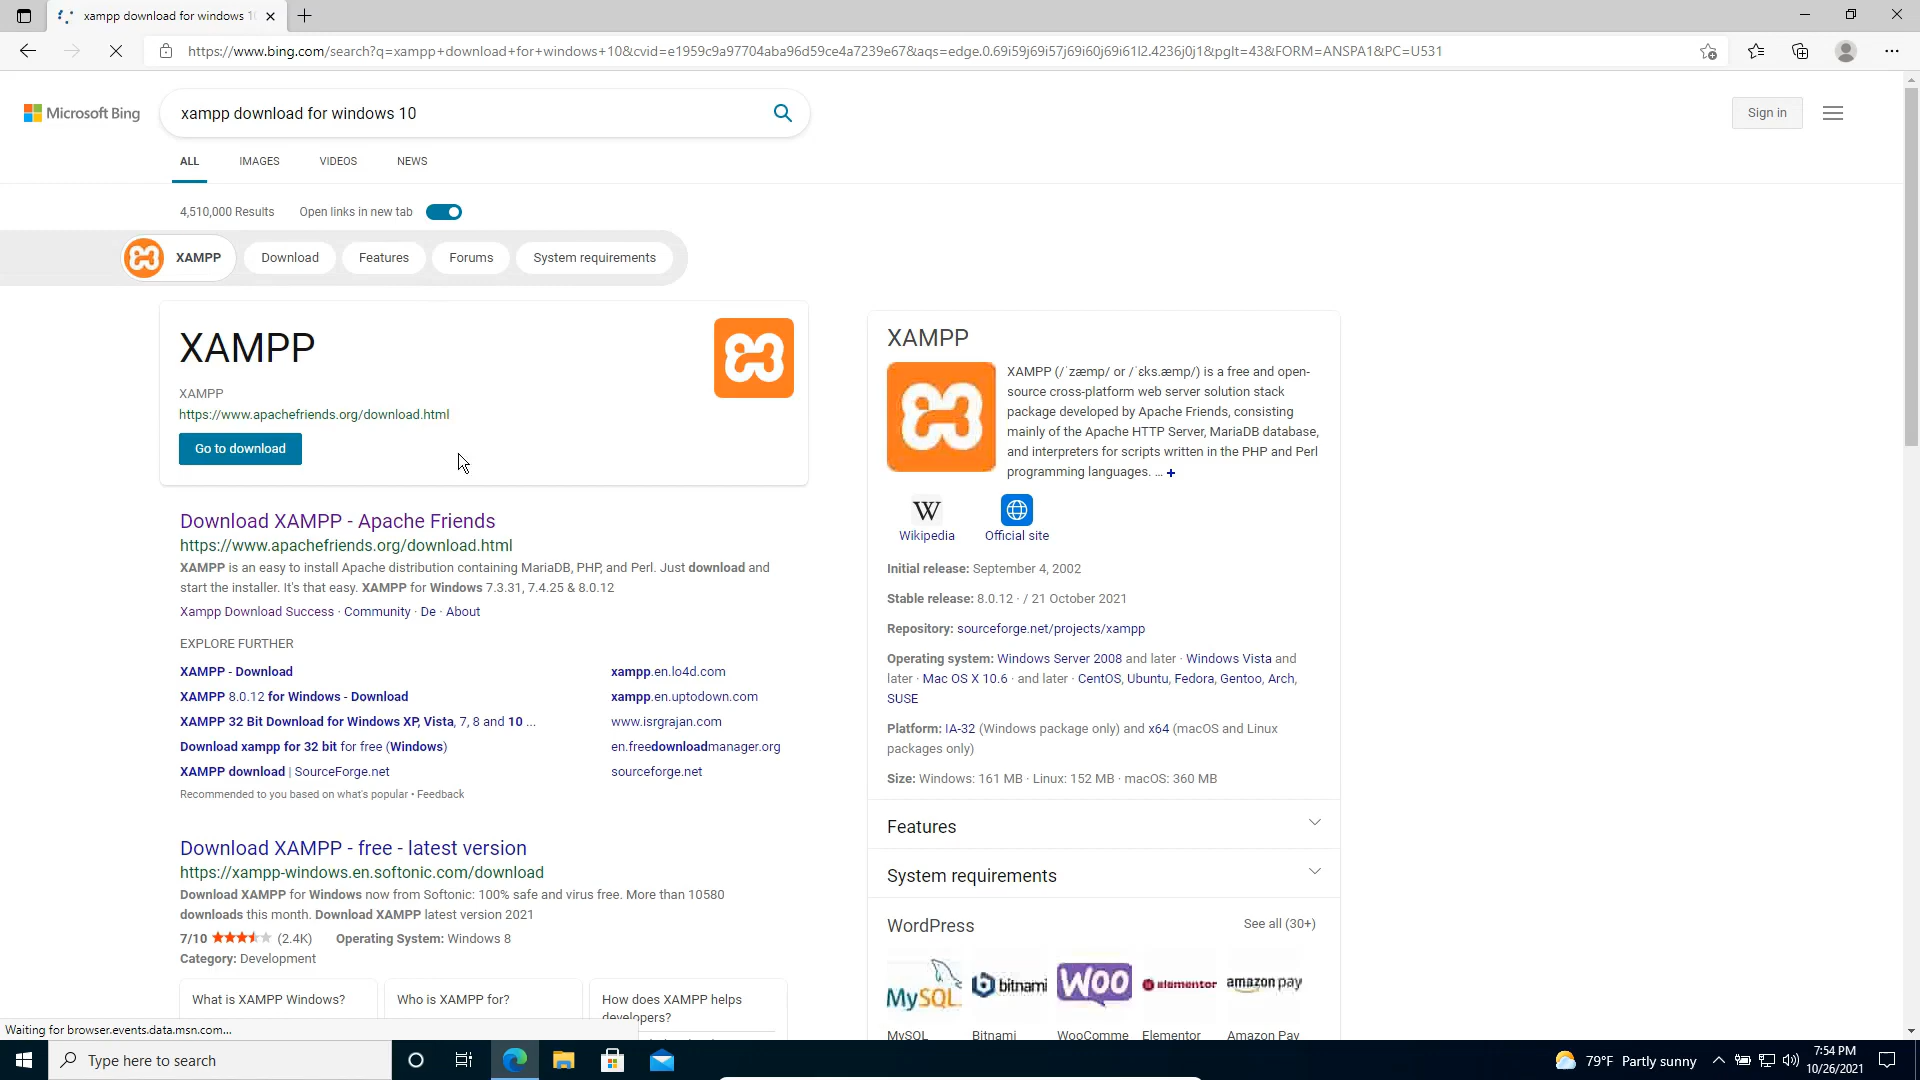 xampp download for windows 10
https://www.bing.com/search?q=xampp+download+for+windows+10&cvid=e1959c9a97704aba96d59ce4a7239e67&aqs=edge.0.69i59j69i57j69i60j69i61l2.4236j0j1&pglt=43&FORM=ANSPA1&PC=U531
Microsoft Bing
xampp download for windows 10
Sign in
ALL IMAGES VIDEOS NEWS
4,510,000 Results Open links in new tab
XAMPP Download Features Forums System requirements
XAMPP
XAMPP
https://www.apachefriends.org/download.html
Go to download
Download XAMPP - Apache Friends
https://www.apachefriends.org/download.html
XAMPP is an easy to install Apache distribution containing MariaDB, PHP, and Perl. Just download and
start the installer. It's that easy. XAMPP for Windows 7.3.31, 7.4.25 & 8.0.12
Xampp Download Success · Community · De · About
EXPLORE FURTHER
XAMPP - Download xampp.en.lo4d.com
XAMPP 8.0.12 for Windows - Download xampp.en.uptodown.com
XAMPP 32 Bit Download for Windows XP, Vista, 7, 8 and 10 ... www.isrgrajan.com
Download xampp for 32 bit for free (Windows) en.freedownloadmanager.org
XAMPP download | SourceForge.net sourceforge.net
Recommended to you based on what's popular • Feedback
Download XAMPP - free - latest version
https://xampp-windows.en.softonic.com/download
Download XAMPP for Windows now from Softonic: 100% safe and virus free. More than 10580
downloads this month. Download XAMPP latest version 2021
7/10 (2.4K) Operating System: Windows 8
Category: Development
What is XAMPP Windows? Who is XAMPP for? How does XAMPP helps
developers?
XAMPP
XAMPP (/ˈzæmp/ or /ˈɛks.æmp/) is a free and open-
source cross-platform web server solution stack
package developed by Apache Friends, consisting
mainly of the Apache HTTP Server, MariaDB database,
and interpreters for scripts written in the PHP and Perl
programming languages. ... +
W
Wikipedia Official site
Initial release: September 4, 2002
Stable release: 8.0.12 · / 21 October 2021
Repository: sourceforge.net/projects/xampp
Operating system: Windows Server 2008 and later · Windows Vista and
later · Mac OS X 10.6 · and later · CentOS, Ubuntu, Fedora, Gentoo, Arch,
SUSE
Platform: IA-32 (Windows package only) and x64 (macOS and Linux
packages only)
Size: Windows: 161 MB · Linux: 152 MB · macOS: 360 MB
Features
System requirements
WordPress See all (30+)
MySQL bitnami WOO elementor amazon pay
MySQL Bitnami WooComme Elementor Amazon Pay
Waiting for browser.events.data.msn.com...
Type here to search
79°F Partly sunny
7:54 PM
10/26/2021